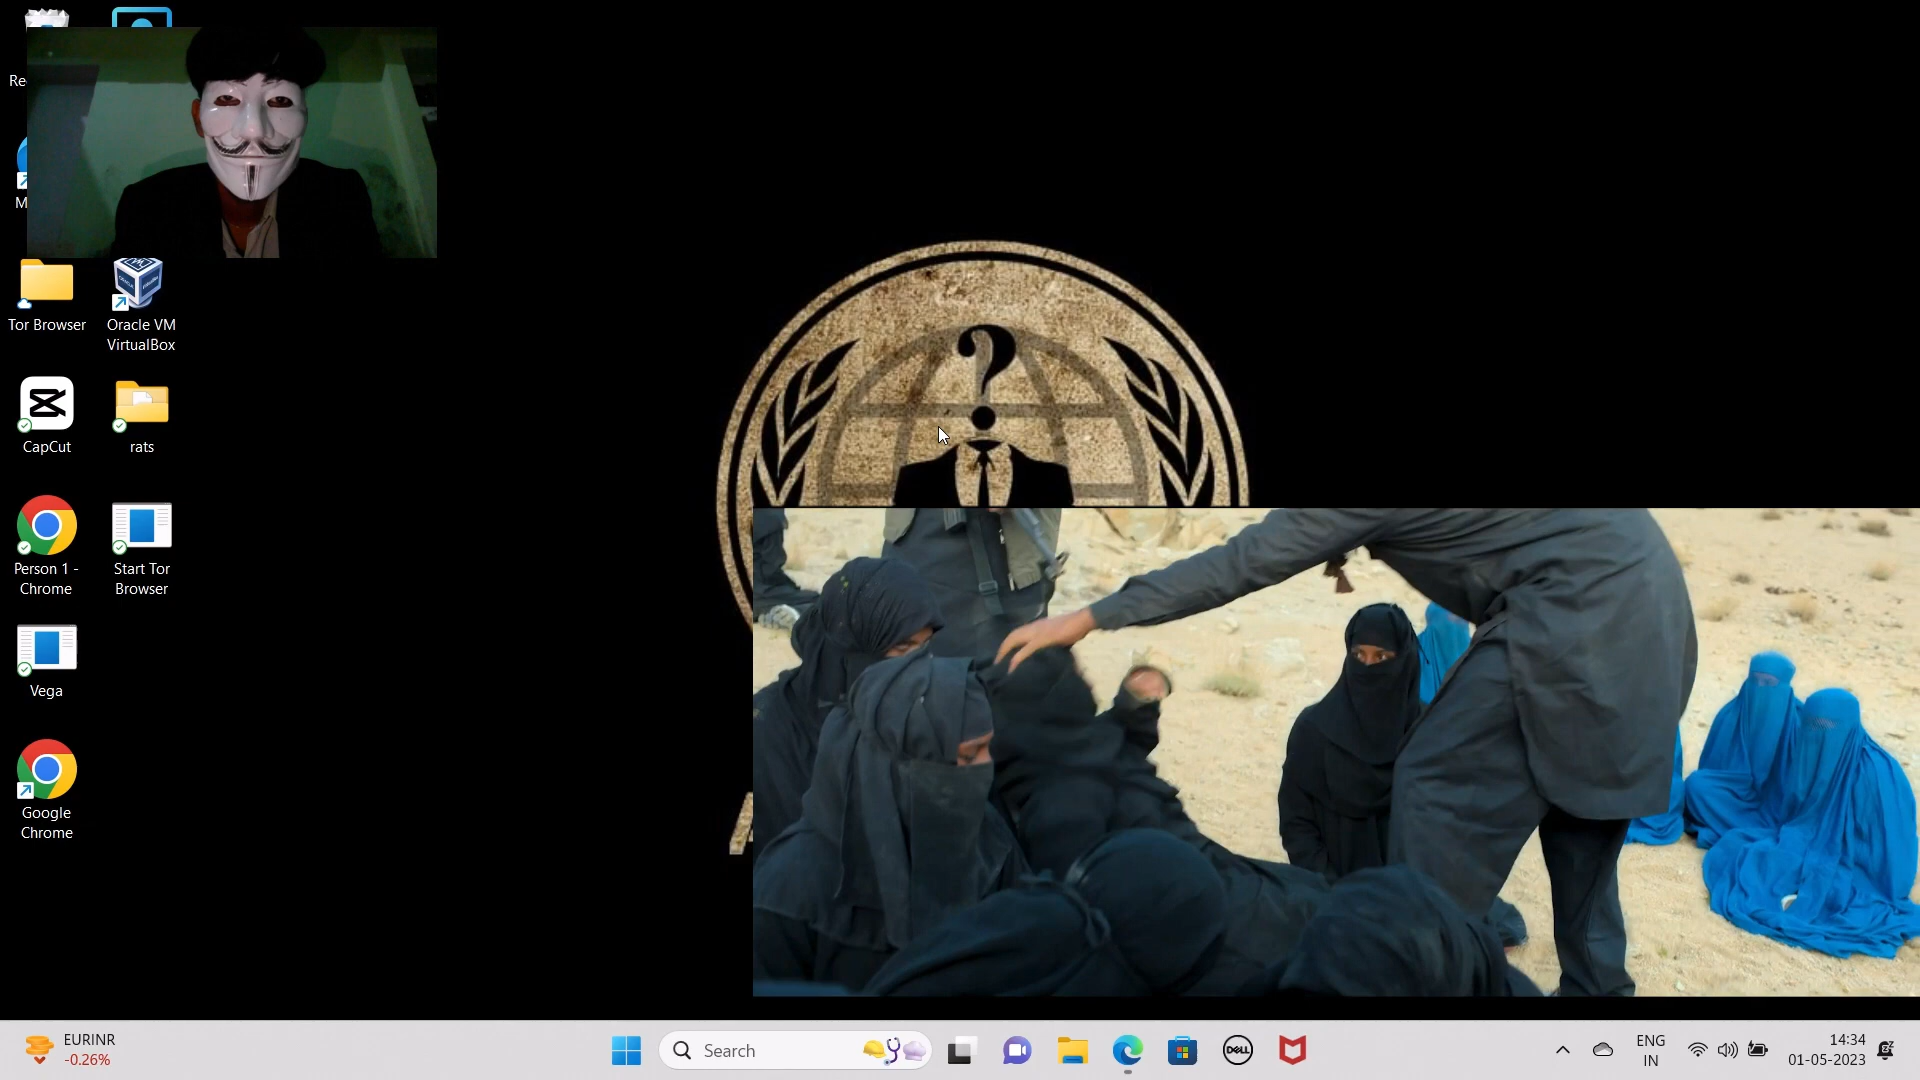 Re
M
Tor Browser
Oracle VM
VirtualBox
CapCut
rats
Person 1 -
Chrome
Start Tor
Browser
Vega
Google
Chrome
EURINR
-0.26%
Search
DELL
ENG
IN
14:34
01-05-2023